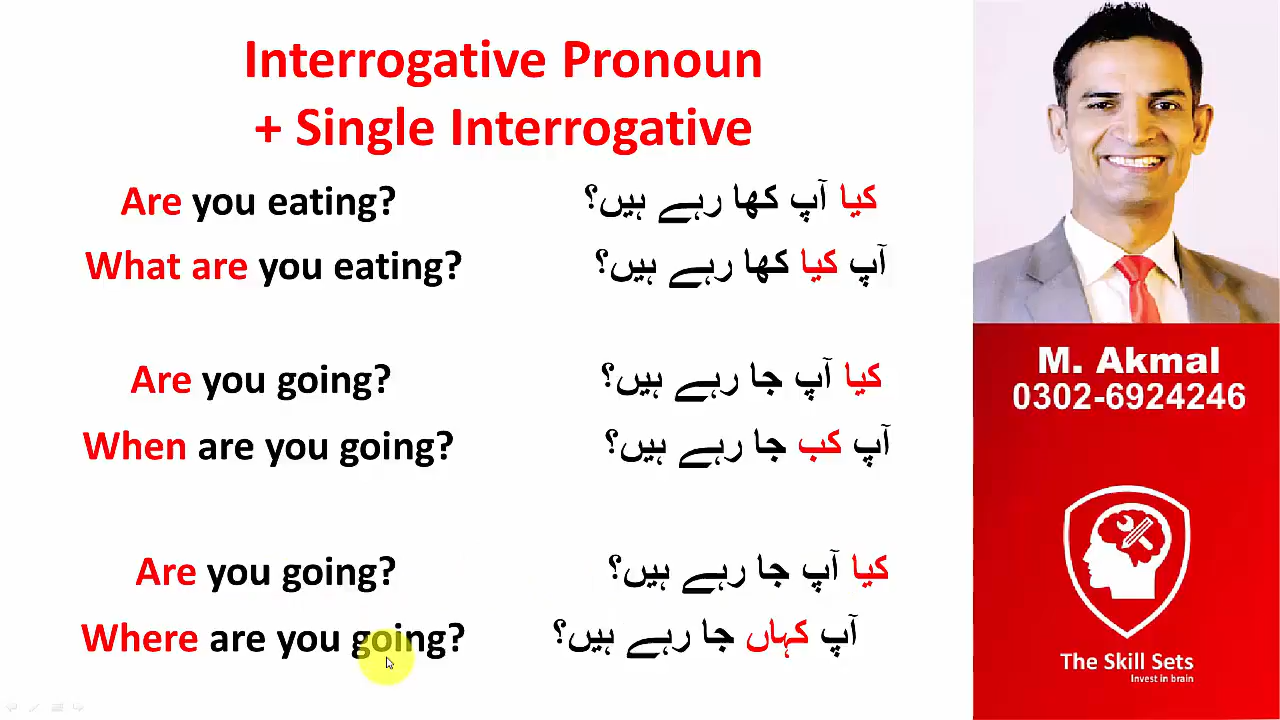 Interrogative Pronoun
+ Single Interrogative
Are you eating?
کیا آپ کھا رہے ہیں؟
What are you eating?
آپ کیا کھا رہے ہیں؟
Are you going?
کیا آپ جا رہے ہیں؟
When are you going?
آپ کب جا رہے ہیں؟
Are you going?
کیا آپ جا رہے ہیں؟
Where are you going?
آپ کہاں جا رہے ہیں؟
M. Akmal
0302-6924246
The Skill Sets
Invest in brain